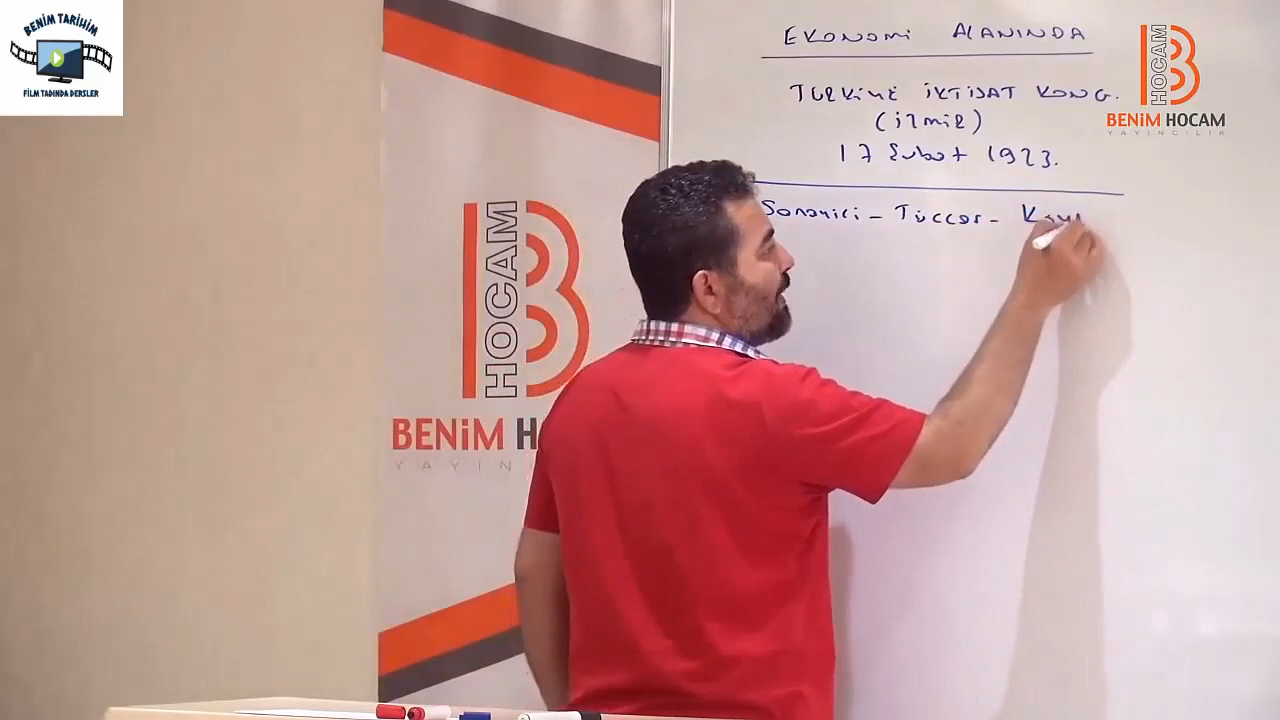 BENİM TARİHİM
FİLM TADINDA DERSLER
EKONOMİ ALANINDA
TÜRKİYE İKTİSAT KONG.
(İZMİR)
17 Şubat 1923.
Sanayici - Tüccar -
B HOCAM
BENİM HOCAM
YAYINCILIK
B HOCAM
BENİM H
YAYINC